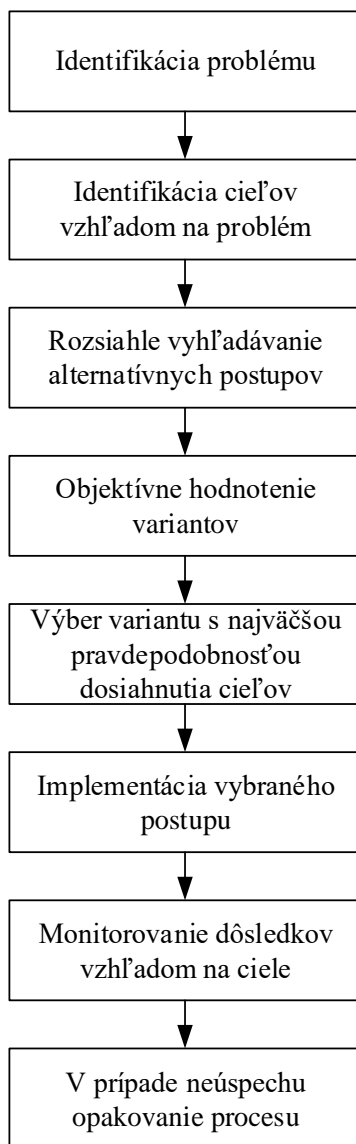 Identifikácia problému
Identifikácia cieľov
vzhľadom na problém
Rozsiahle vyhľadávanie
alternatívnych postupov
Objektívne hodnotenie
variantov
Výber variantu s najväčšou
pravdepodobnosťou
dosiahnutia cieľov
Implementácia vybraného
postupu
Monitorovanie dôsledkov
vzhľadom na ciele
V prípade neúspechu
opakovanie procesu